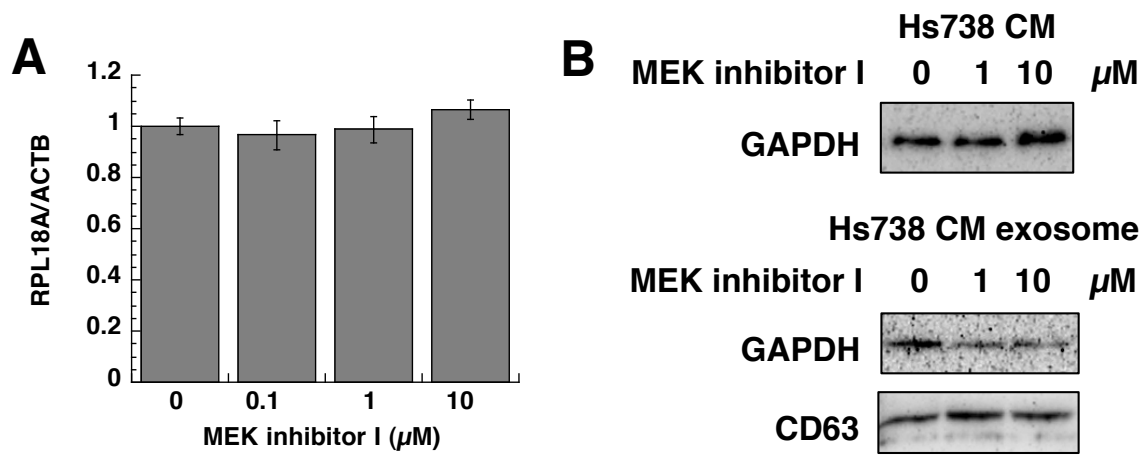 A
1.2
1
0.8
0.6
0.4
0.2
0
RPL18A/ACTB
0 0.1 1 10
MEK inhibitor I (µM)
B
Hs738 CM
MEK inhibitor I 0 1 10 µM
GAPDH
Hs738 CM exosome
MEK inhibitor I 0 1 10 µM
GAPDH
CD63